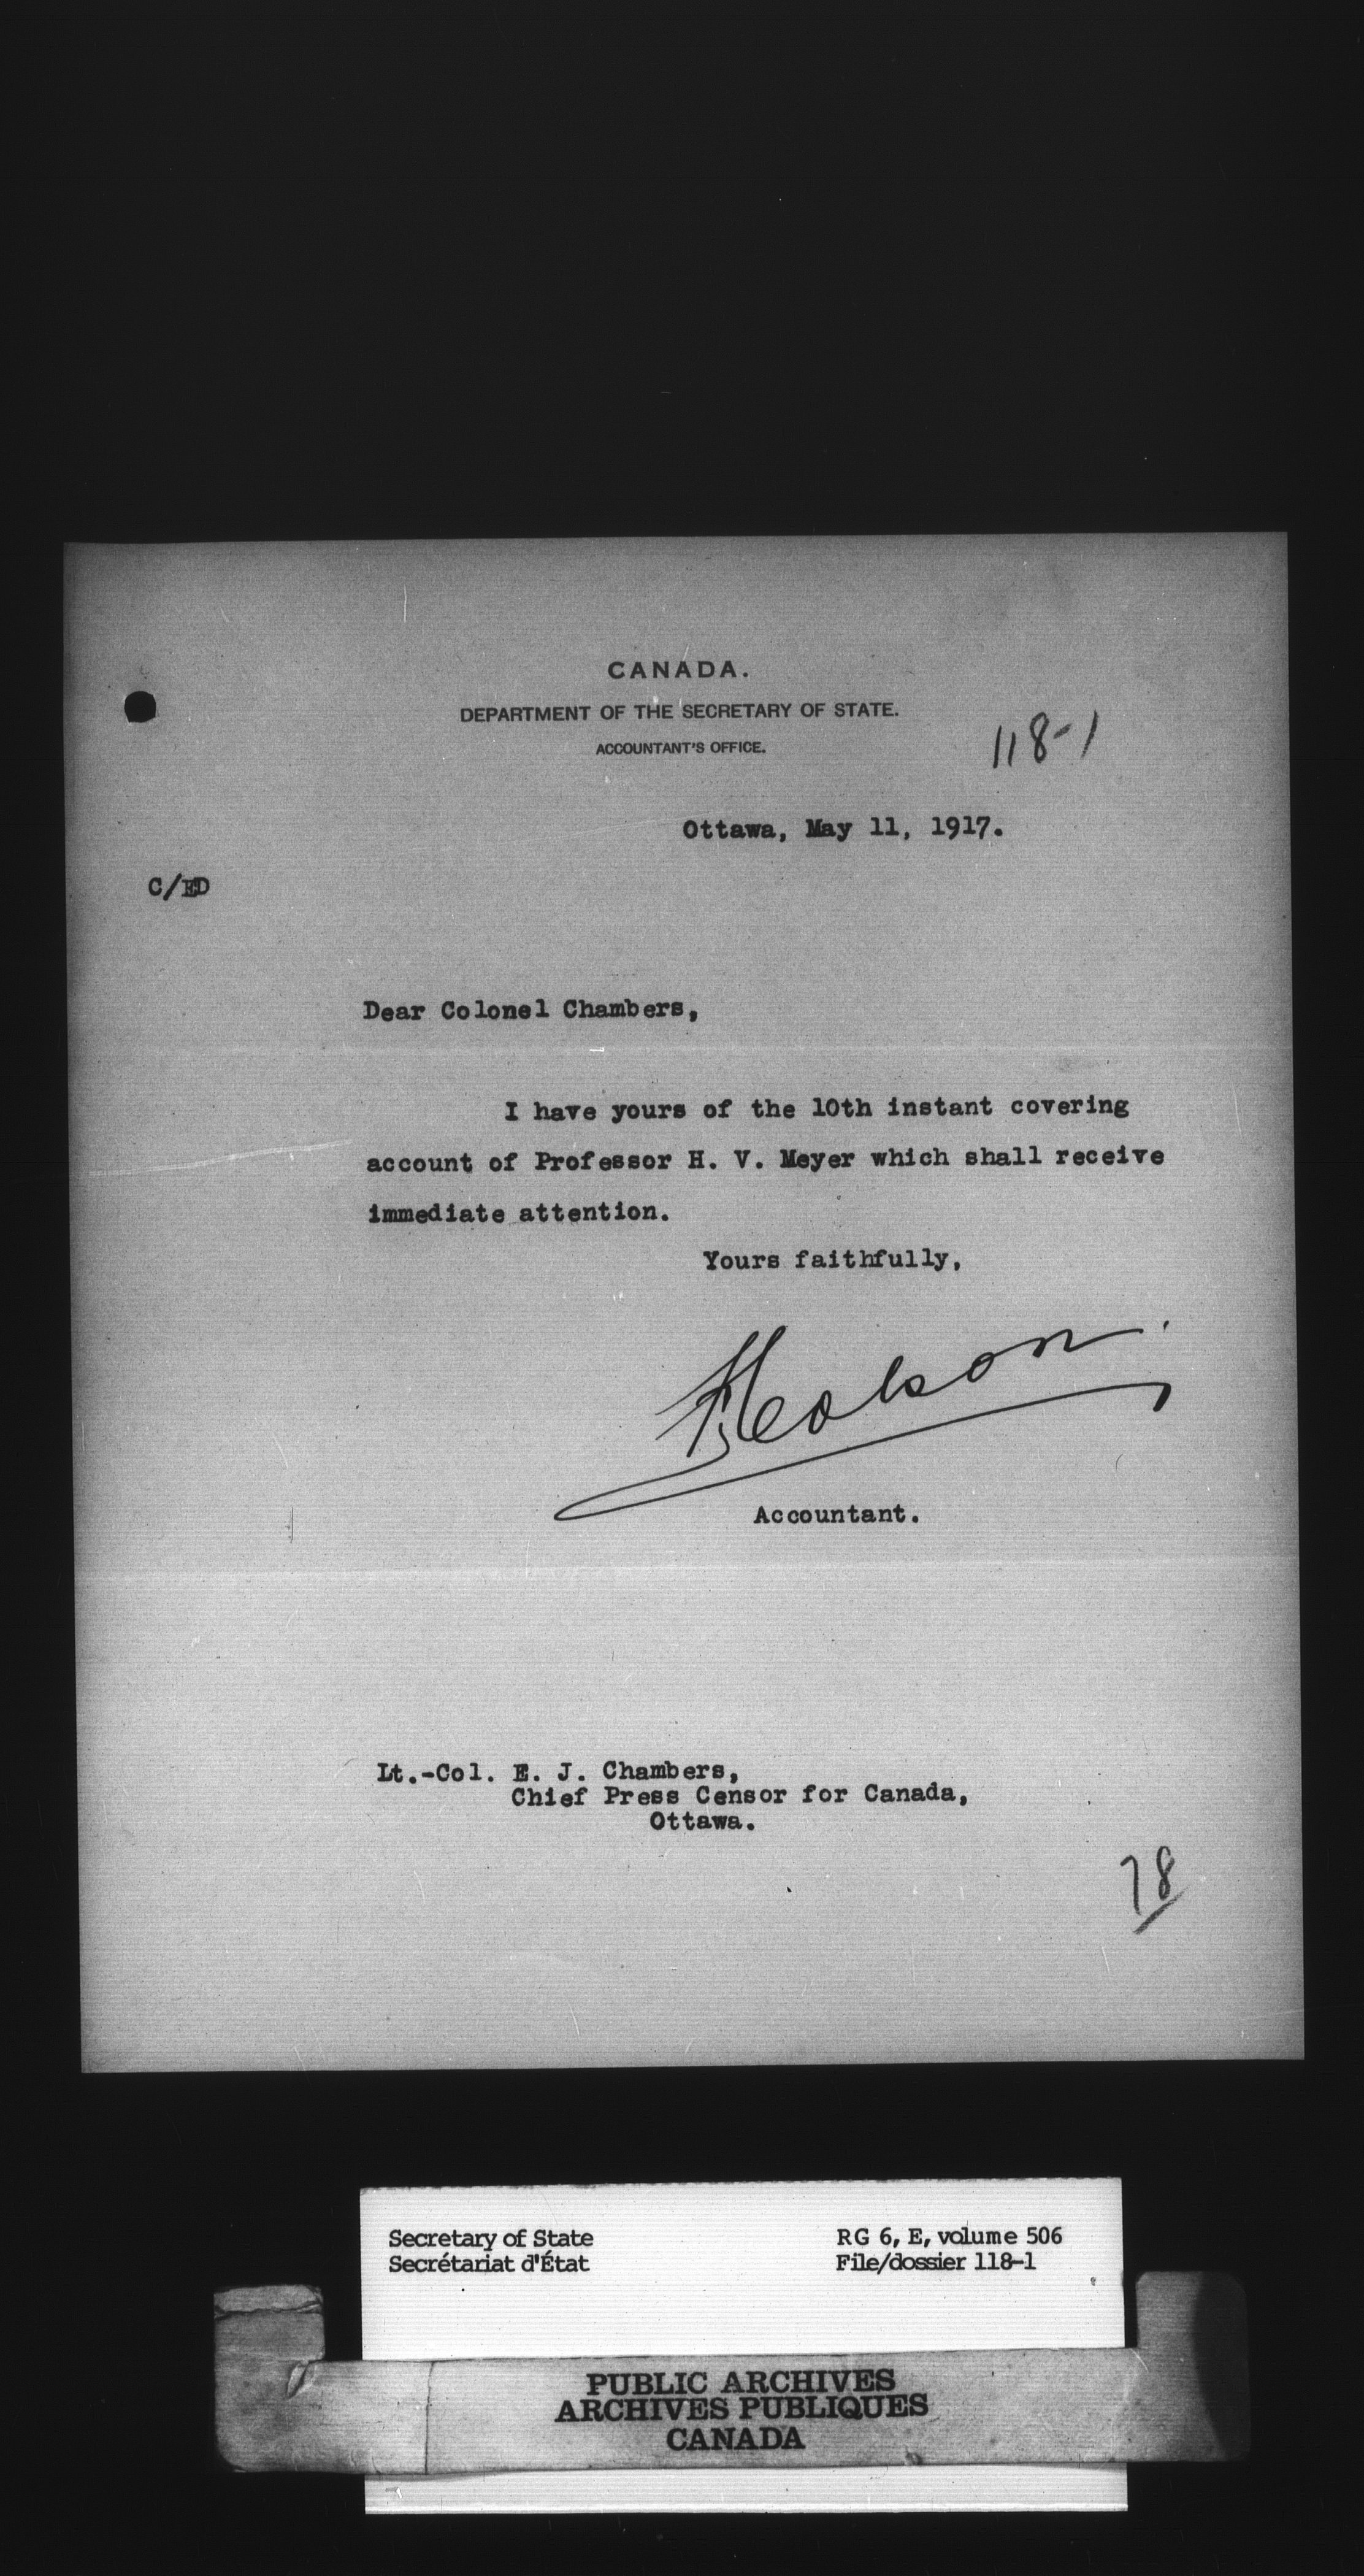 CANADA.
DEPARTMENT OF THE SECRETARY OF STATE.
ACCOUNTANT'S OFFICE.
118-1
Ottawa, May 11, 1917.
C/ED
Dear Colonel Chambers,
I have yours of the 10th instant covering
account of Professor H. V. Meyer which shall receive
immediate attention.
Yours faithfully,
Accountant.
Lt.-Col. E. J. Chambers,
Chief Press Censor for Canada,
Ottawa.
78
Secretary of State RG 6, E, volume 506
Secrétariat d'État File/dossier 118-1
PUBLIC ARCHIVES
ARCHIVES PUBLIQUES
CANADA